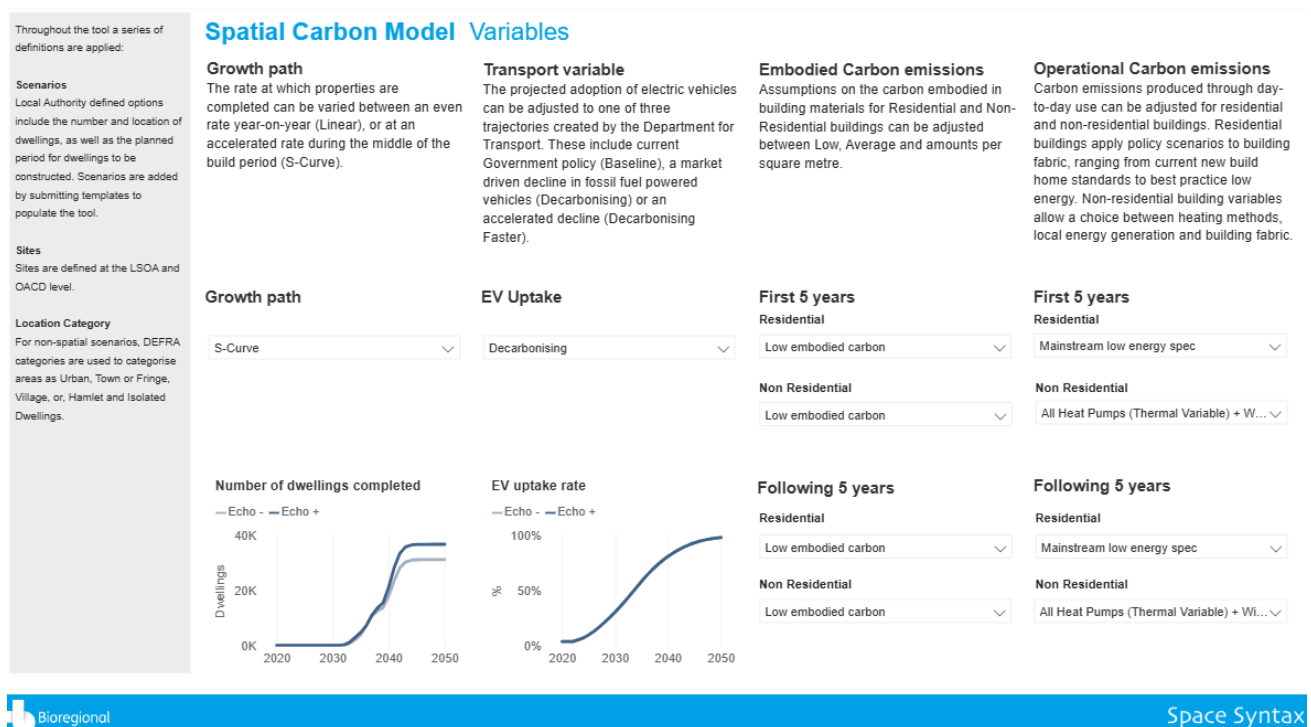 Throughout the tool a series of
definitions are applied:
Scenarios
Local Authority defined options
include the number and location of
dwellings, as well as the planned
period for dwellings to be
constructed. Scenarios are added
by submitting templates to
populate the tool.
Sites
Sites are defined at the LSOA and
OACD level.
Location Category
For non-spatial scenarios, DEFRA
categories are used to categorise
areas as Urban, Town or Fringe,
Village, or, Hamlet and Isolated
Dwellings.
Spatial Carbon Model Variables
Growth path
The rate at which properties are
completed can be varied between an even
rate year-on-year (Linear), or at an
accelerated rate during the middle of the
build period (S-Curve).
Transport variable
The projected adoption of electric vehicles
can be adjusted to one of three
trajectories created by the Department for
Transport. These include current
Government policy (Baseline), a market
driven decline in fossil fuel powered
vehicles (Decarbonising) or an
accelerated decline (Decarbonising
Faster).
Embodied Carbon emissions
Assumptions on the carbon embodied in
building materials for Residential and Non-
Residential buildings can be adjusted
between Low, Average and amounts per
square metre.
Operational Carbon emissions
Carbon emissions produced through day-
to-day use can be adjusted for residential
and non-residential buildings. Residential
buildings apply policy scenarios to building
fabric, ranging from current new build
home standards to best practice low
energy. Non-residential building variables
allow a choice between heating methods,
local energy generation and building fabric.
Growth path
S-Curve
EV Uptake
Decarbonising
First 5 years
Residential
Low embodied carbon
Non Residential
Low embodied carbon
First 5 years
Residential
Mainstream low energy spec
Non Residential
All Heat Pumps (Thermal Variable) + W...
Number of dwellings completed
Echo - Echo +
40K
20K
0K
Dwellings
2020 2030 2040 2050
EV uptake rate
Echo - Echo +
100%
50%
0%
%
2020 2030 2040 2050
Following 5 years
Residential
Low embodied carbon
Non Residential
Low embodied carbon
Following 5 years
Residential
Mainstream low energy spec
Non Residential
All Heat Pumps (Thermal Variable) + Wi...
Bioregional
Space Syntax